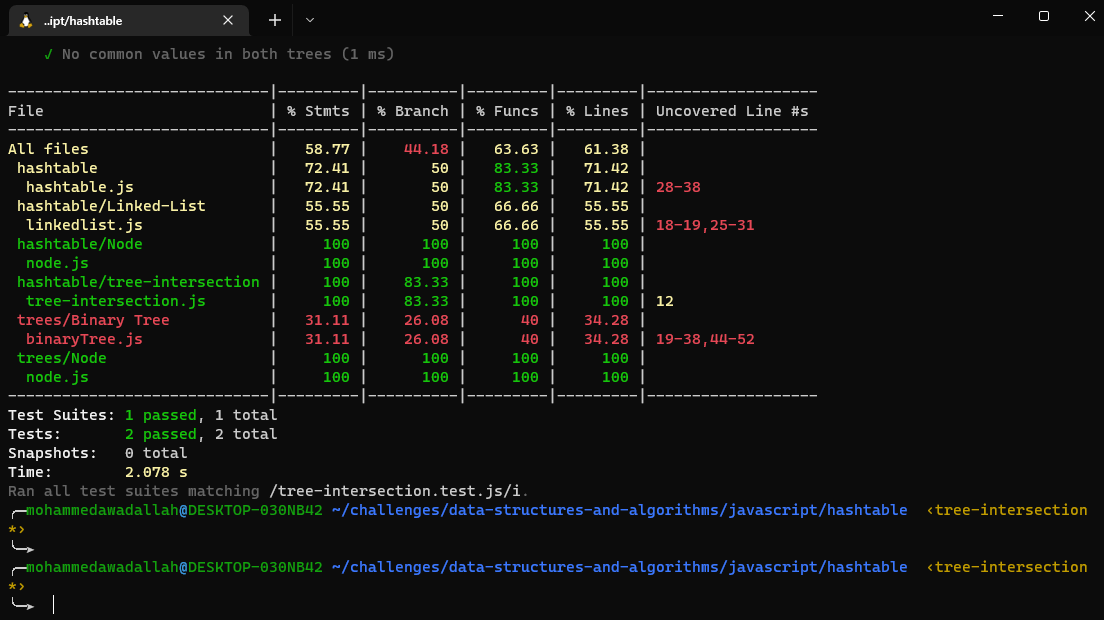 ..ipt/hashtable
✓ No common values in both trees (1 ms)
-----------------------------|---------|----------|---------|---------|-------------------
File                         | % Stmts | % Branch | % Funcs | % Lines | Uncovered Line #s
-----------------------------|---------|----------|---------|---------|-------------------
All files                    |   58.77 |    44.18 |   63.63 |   61.38 |
 hashtable                   |   72.41 |       50 |   83.33 |   71.42 |
  hashtable.js               |   72.41 |       50 |   83.33 |   71.42 | 28-38
 hashtable/Linked-List       |   55.55 |       50 |   66.66 |   55.55 |
  linkedlist.js              |   55.55 |       50 |   66.66 |   55.55 | 18-19,25-31
 hashtable/Node              |     100 |      100 |     100 |     100 |
  node.js                    |     100 |      100 |     100 |     100 |
 hashtable/tree-intersection |     100 |    83.33 |     100 |     100 |
  tree-intersection.js       |     100 |    83.33 |     100 |     100 | 12
 trees/Binary Tree           |   31.11 |    26.08 |      40 |   34.28 |
  binaryTree.js              |   31.11 |    26.08 |      40 |   34.28 | 19-38,44-52
 trees/Node                  |     100 |      100 |     100 |     100 |
  node.js                    |     100 |      100 |     100 |     100 |
-----------------------------|---------|----------|---------|---------|-------------------
Test Suites: 1 passed, 1 total
Tests:       2 passed, 2 total
Snapshots:   0 total
Time:        2.078 s
Ran all test suites matching /tree-intersection.test.js/i.
╭─mohammedawadallah@DESKTOP-030NB42 ~/challenges/data-structures-and-algorithms/javascript/hashtable  ‹tree-intersection
*›
╰─➤
╭─mohammedawadallah@DESKTOP-030NB42 ~/challenges/data-structures-and-algorithms/javascript/hashtable  ‹tree-intersection
*›
╰─➤